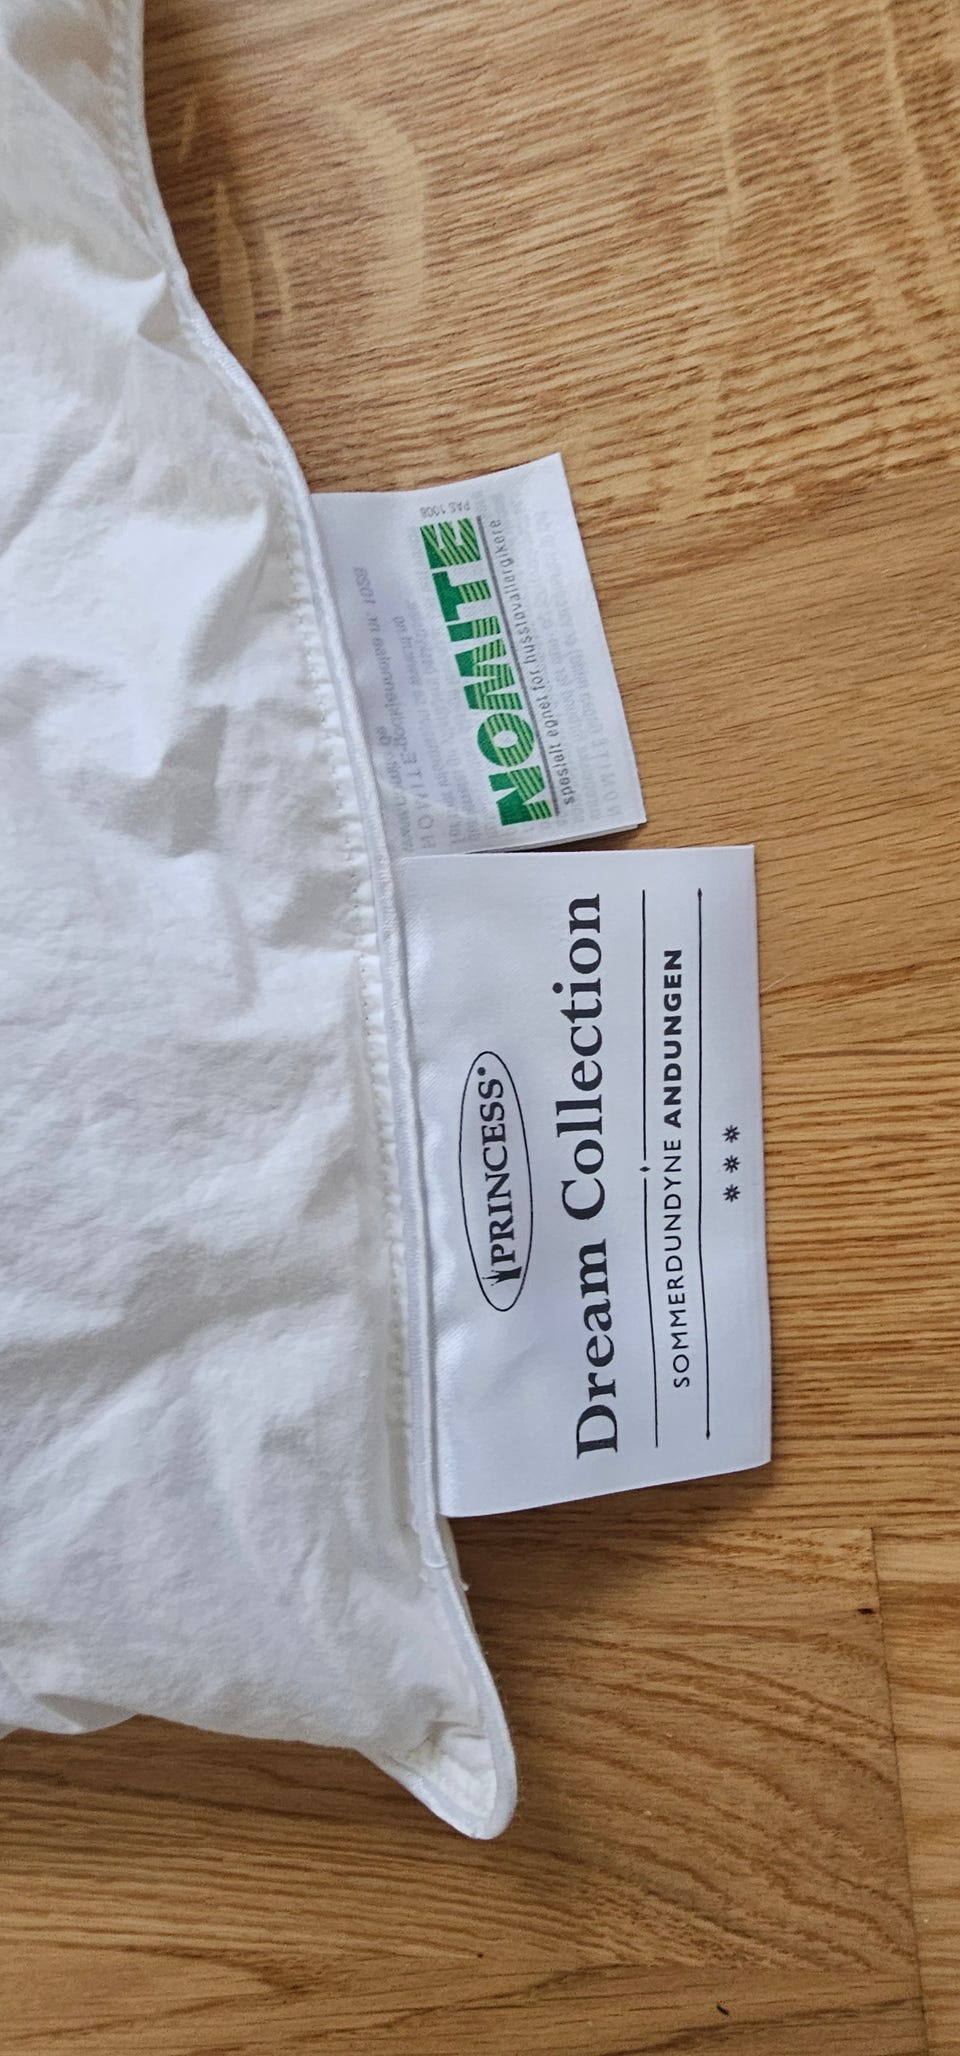 NOMITE
PAS 1008
spesielt egnet for husstøvallergikere
PRINCESS
Dream Collection
SOMMERDUNDYNE ANDUNGEN
***